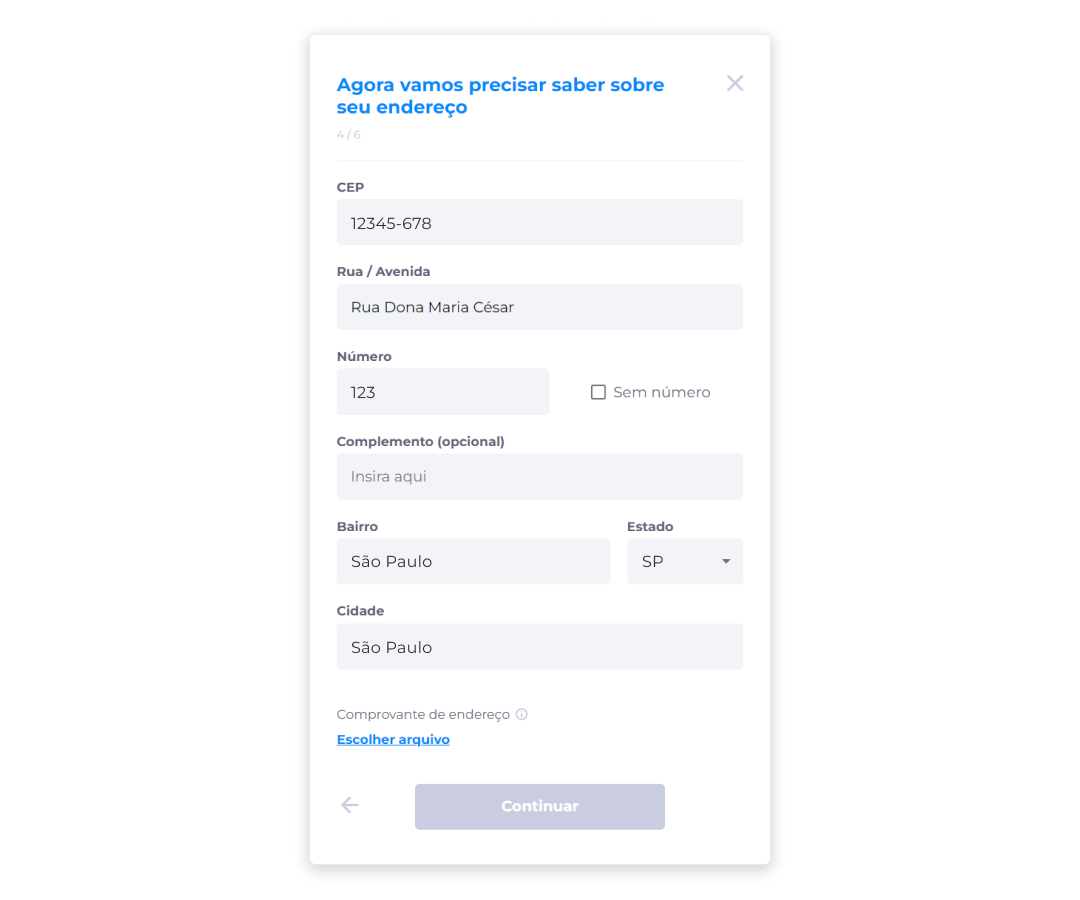 Agora vamos precisar saber sobre
seu endereço
4 / 6
CEP
12345-678
Rua / Avenida
Rua Dona Maria César
Número
123
Sem número
Complemento (opcional)
Insira aqui
Bairro
Estado
São Paulo
SP
Cidade
São Paulo
Comprovante de endereço
Escolher arquivo
Continuar